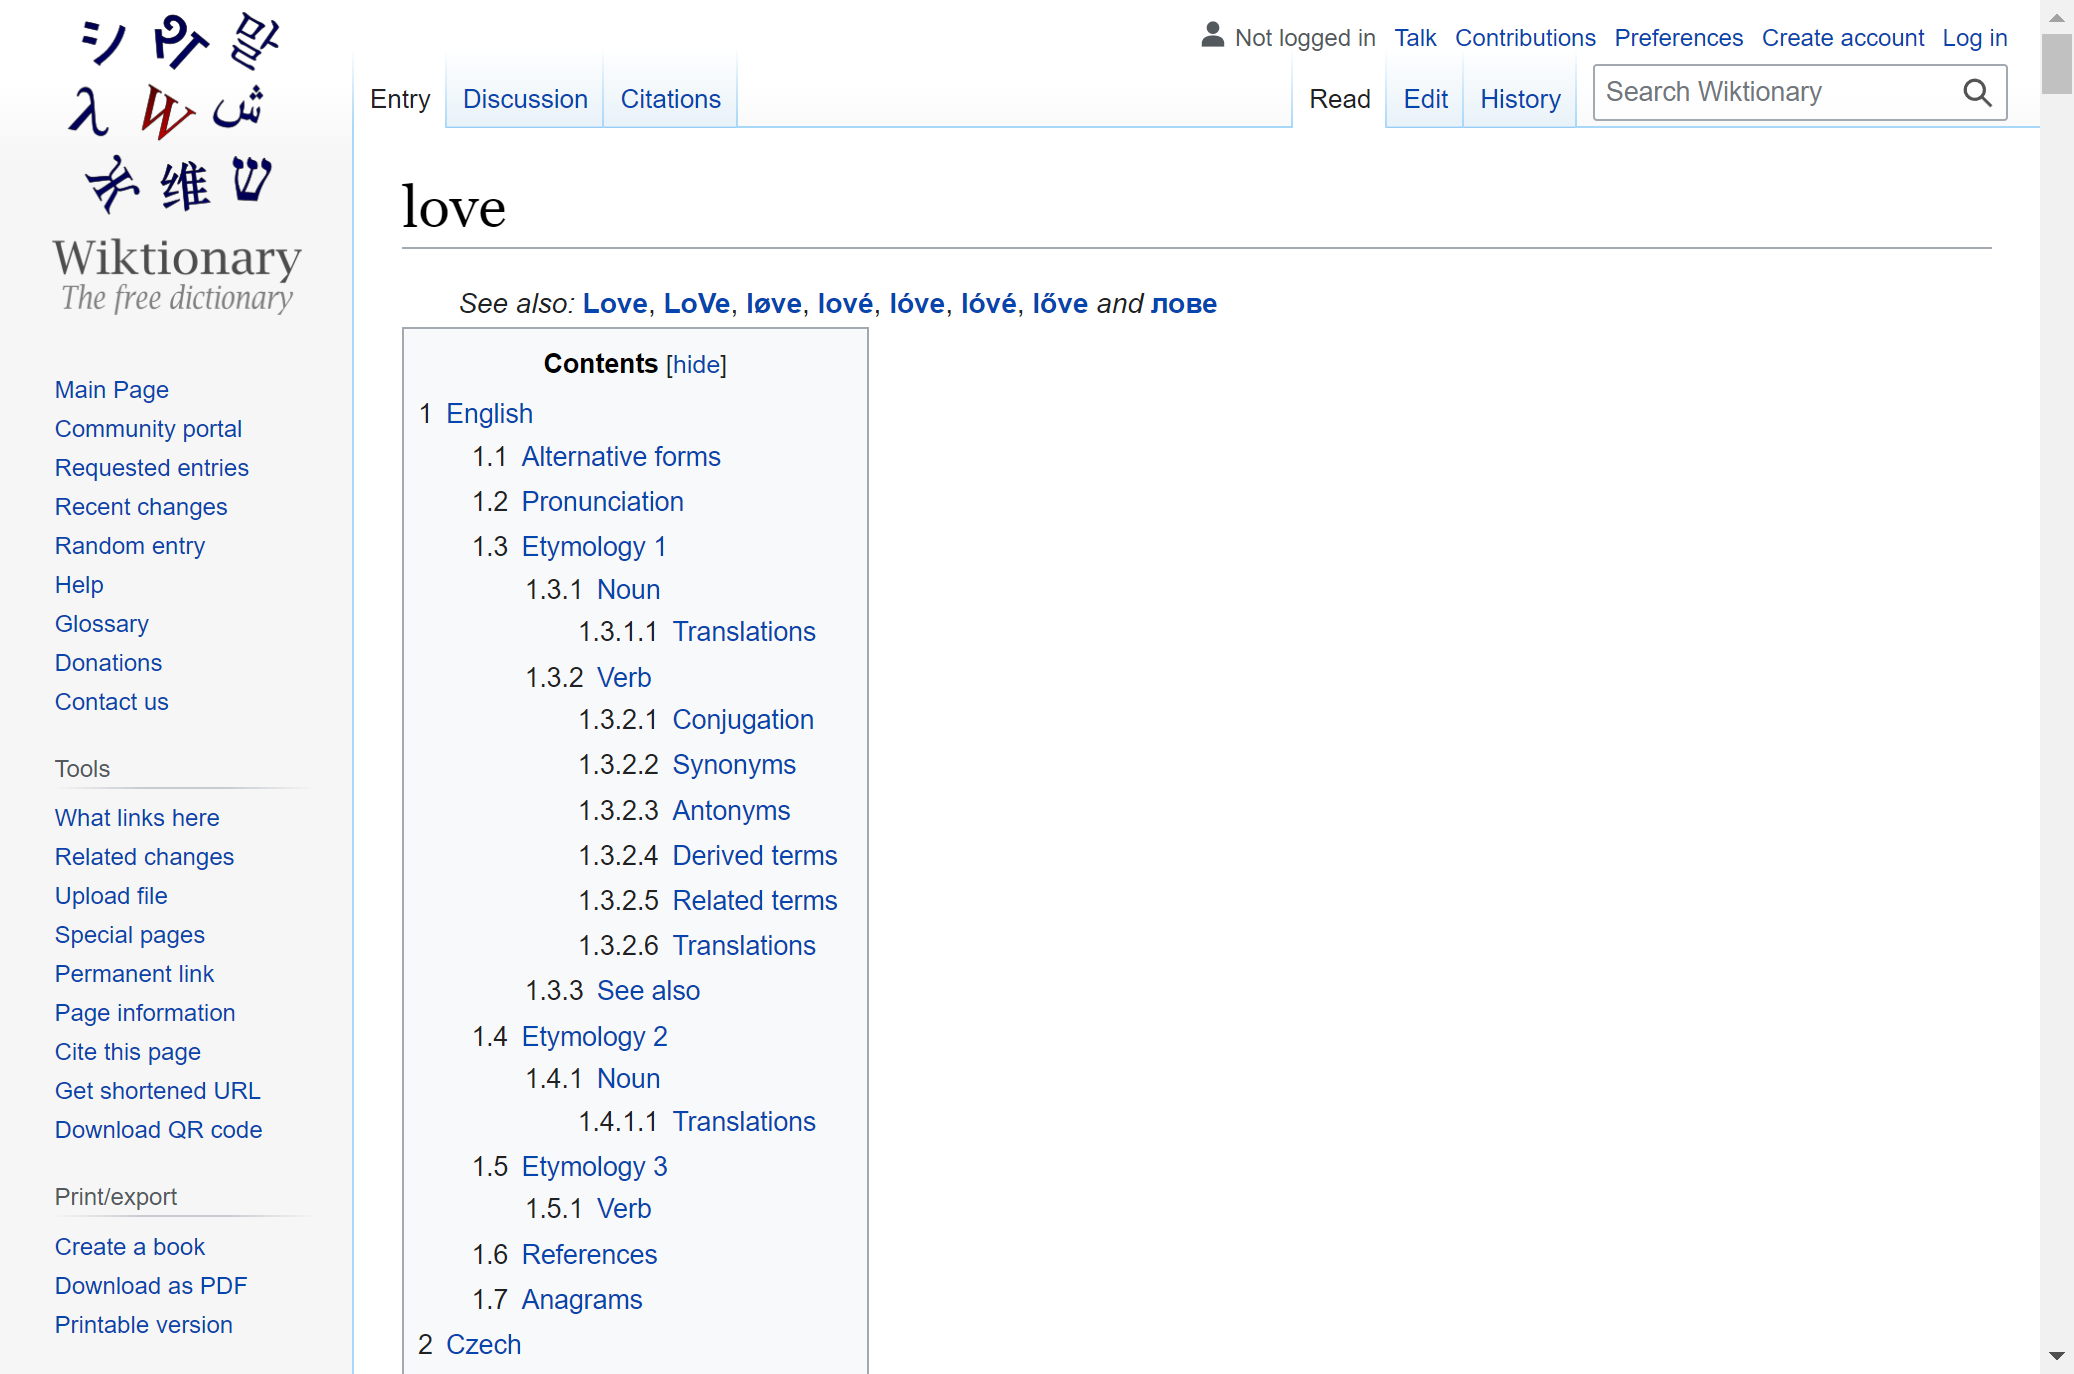 シ や 말
λ W ش
维 ש
Wiktionary
The free dictionary
Main Page
Community portal
Requested entries
Recent changes
Random entry
Help
Glossary
Donations
Contact us
Tools
What links here
Related changes
Upload file
Special pages
Permanent link
Page information
Cite this page
Get shortened URL
Download QR code
Print/export
Create a book
Download as PDF
Printable version
Not logged in Talk Contributions Preferences Create account Log in
Entry Discussion Citations Read Edit History Search Wiktionary
love
See also: Love, LoVe, løve, lové, lóve, lóvé, lőve and лове
Contents [hide]
1 English
1.1 Alternative forms
1.2 Pronunciation
1.3 Etymology 1
1.3.1 Noun
1.3.1.1 Translations
1.3.2 Verb
1.3.2.1 Conjugation
1.3.2.2 Synonyms
1.3.2.3 Antonyms
1.3.2.4 Derived terms
1.3.2.5 Related terms
1.3.2.6 Translations
1.3.3 See also
1.4 Etymology 2
1.4.1 Noun
1.4.1.1 Translations
1.5 Etymology 3
1.5.1 Verb
1.6 References
1.7 Anagrams
2 Czech